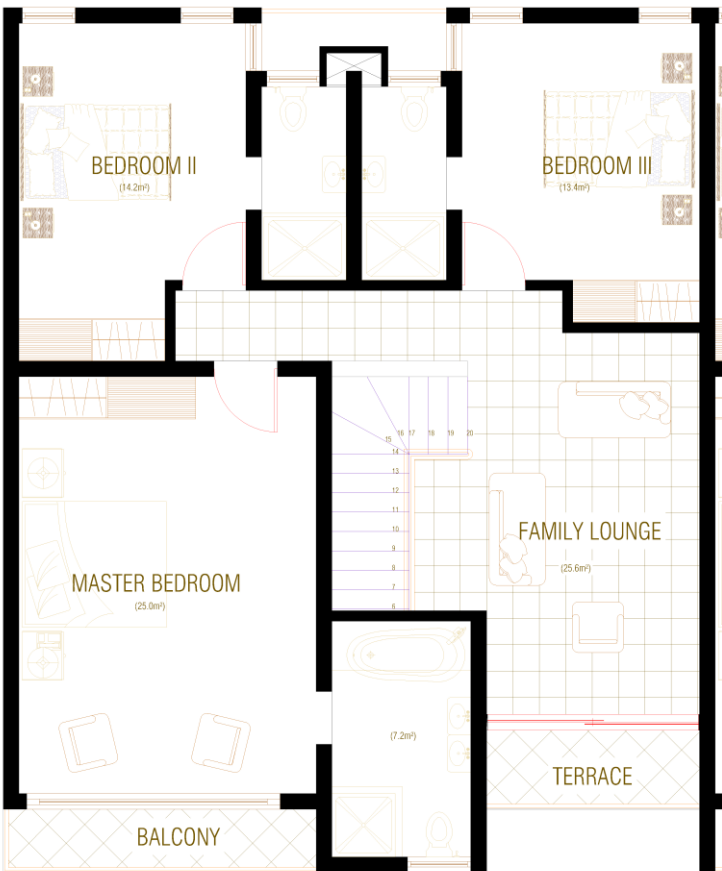 BEDROOM II
(14.2m²)
BEDROOM III
(13.4m²)
15
16
17
18
19
20
14
13
12
11
10
9
8
7
6
FAMILY LOUNGE
(25.6m²)
MASTER BEDROOM
(25.0m²)
(7.2m²)
TERRACE
BALCONY